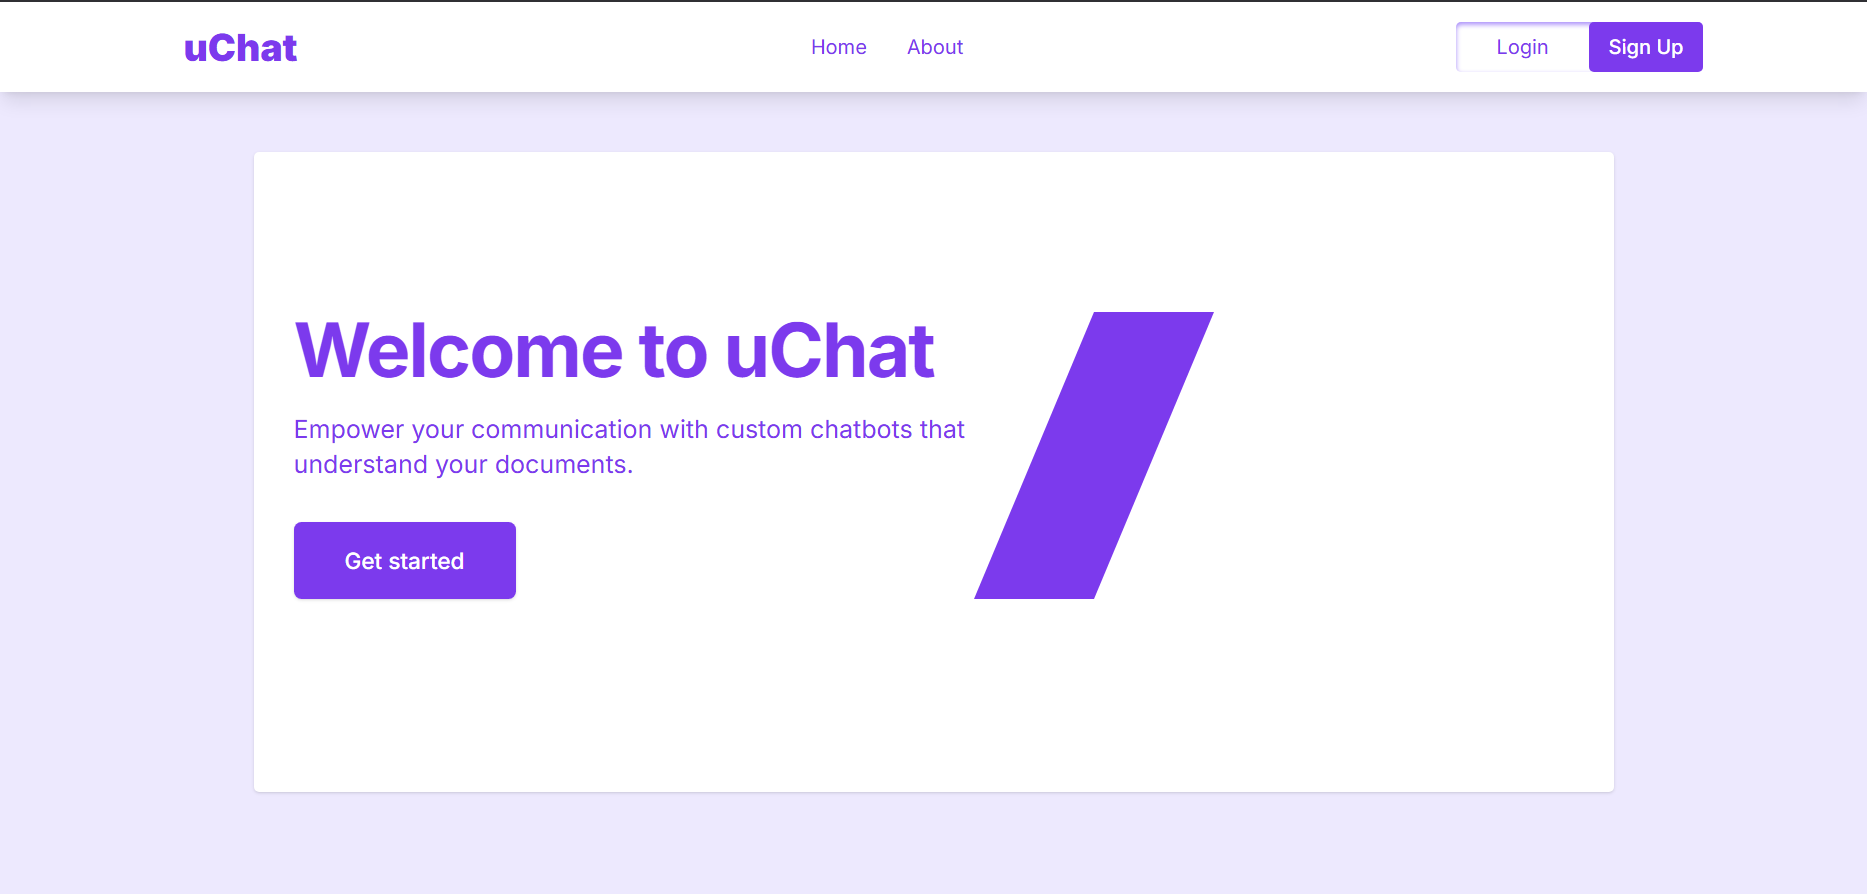 uChat
Home
About
Login
Sign Up
Welcome to uChat
Empower your communication with custom chatbots that
understand your documents.
Get started